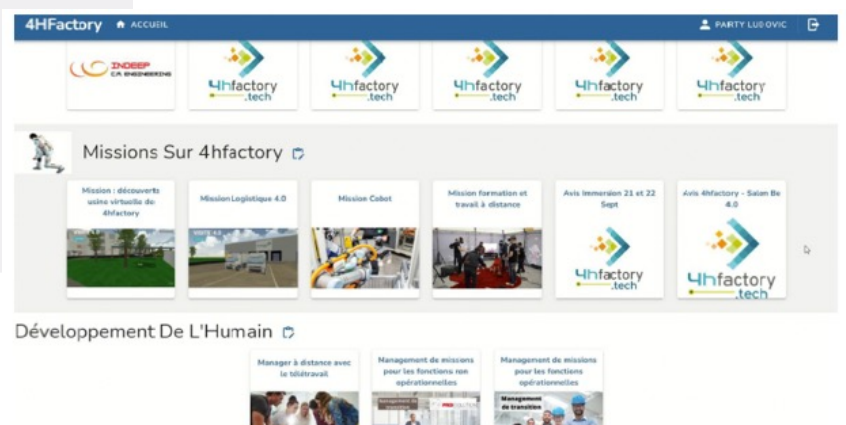 4HFactory ACCUEIL PARTY LUDOVIC
INDEEP
C.M. ENGINEERING
4hfactory
.tech
4hfactory
.tech
4hfactory
.tech
4hfactory
.tech
4hfactory
.tech
Missions Sur 4hfactory
Mission : découverte
usine virtuelle de
4hfactory
Mission Logistique 4.0
Mission Cobot
Mission formation et
travail à distance
Avis Immersion 21 et 22
Sept
Avis 4hfactory - Salon Be
4.0
4hfactory
.tech
4hfactory
.tech
Développement De L'Humain
Manager à distance avec
le télétravail
Management de missions
pour les fonctions non
opérationnelles
Management de missions
pour les fonctions
opérationnelles
Management de
transition
Management
de transition